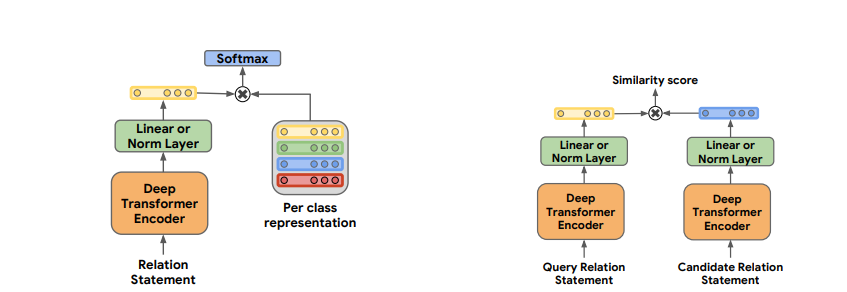 Softmax
Linear or
Norm Layer
Deep
Transformer
Encoder
Relation
Statement
Per class
representation
Similarity score
Linear or
Norm Layer
Deep
Transformer
Encoder
Query Relation
Statement
Linear or
Norm Layer
Deep
Transformer
Encoder
Candidate Relation
Statement